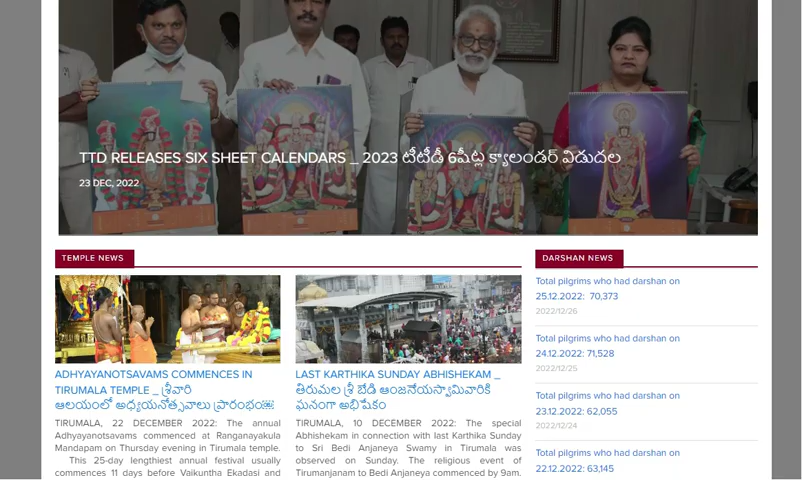 TTD RELEASES SIX SHEET CALENDARS _ 2023 టీటీడీ 6షీట్ల క్యాలండర్ విడుదల
23 DEC, 2022
TEMPLE NEWS
ADHYAYANOTSAVAMS COMMENCES IN
TIRUMALA TEMPLE _ శ్రీవారి
ఆలయంలో అధ్యయనోత్సవాలు ప్రారంభం
TIRUMALA, 22 DECEMBER 2022: The annual
Adhyayanotsavams commenced at Ranganayakula
Mandapam on Thursday evening in Tirumala temple.
This 25-day lengthiest annual festival usually
commences 11 days before Vaikuntha Ekadasi and
LAST KARTHIKA SUNDAY ABHISHEKAM _
తిరుమల శ్రీ బేడి ఆంజనేయస్వామివారికి
ఘనంగా అభిషేకం
TIRUMALA, 10 DECEMBER 2022: The special
Abhishekam in connection with last Karthika Sunday
to Sri Bedi Anjaneya Swamy in Tirumala was
observed on Sunday. The religious event of
Tirumanjanam to Bedi Anjaneya commenced by 9am.
DARSHAN NEWS
Total pilgrims who had darshan on
25.12.2022: 70,373
2022/12/26
Total pilgrims who had darshan on
24.12.2022: 71,528
2022/12/25
Total pilgrims who had darshan on
23.12.2022: 62,055
2022/12/24
Total pilgrims who had darshan on
22.12.2022: 63,145